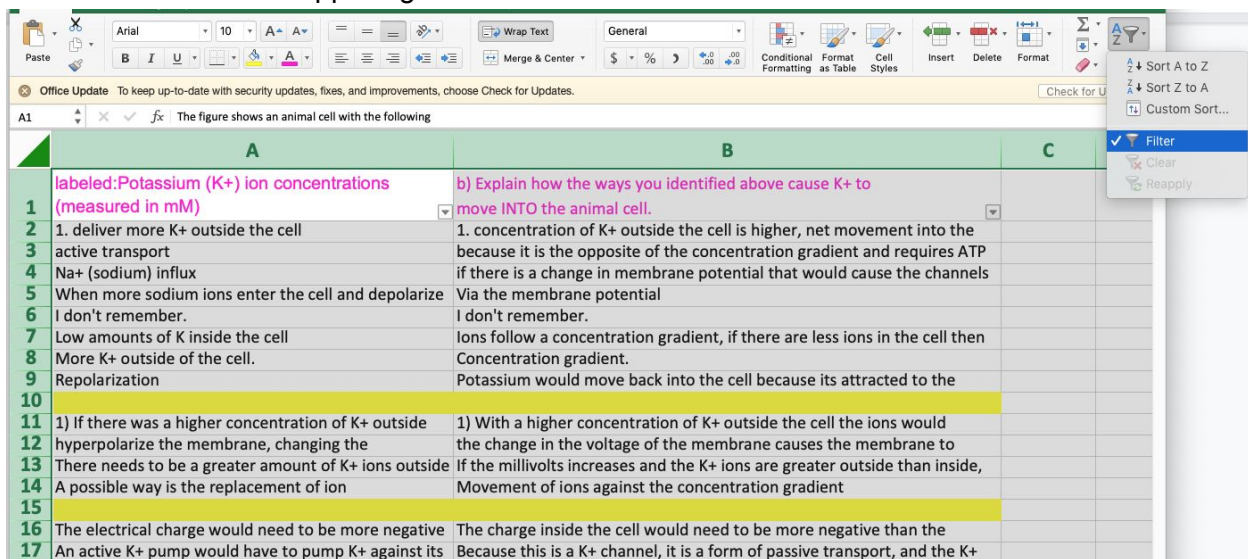 Arial 10 A A Wrap Text General
Paste B I U A Merge & Center $ % ) .0 .00 .00 .0 Conditional Formatting Format as Table Cell Styles Insert Delete Format
Sort A to Z
Sort Z to A
Custom Sort...
Filter
Clear
Reapply
Office Update To keep up-to-date with security updates, fixes, and improvements, choose Check for Updates. Check for U
A1 fx The figure shows an animal cell with the following
A B C
labeled:Potassium (K+) ion concentrations b) Explain how the ways you identified above cause K+ to
1 (measured in mM) move INTO the animal cell.
2 1. deliver more K+ outside the cell 1. concentration of K+ outside the cell is higher, net movement into the
3 active transport because it is the opposite of the concentration gradient and requires ATP
4 Na+ (sodium) influx if there is a change in membrane potential that would cause the channels
5 When more sodium ions enter the cell and depolarize Via the membrane potential
6 I don't remember. I don't remember.
7 Low amounts of K inside the cell Ions follow a concentration gradient, if there are less ions in the cell then
8 More K+ outside of the cell. Concentration gradient.
9 Repolarization Potassium would move back into the cell because its attracted to the
10
11 1) If there was a higher concentration of K+ outside 1) With a higher concentration of K+ outside the cell the ions would
12 hyperpolarize the membrane, changing the the change in the voltage of the membrane causes the membrane to
13 There needs to be a greater amount of K+ ions outside If the millivolts increases and the K+ ions are greater outside than inside,
14 A possible way is the replacement of ion Movement of ions against the concentration gradient
15
16 The electrical charge would need to be more negative The charge inside the cell would need to be more negative than the
17 An active K+ pump would have to pump K+ against its Because this is a K+ channel, it is a form of passive transport, and the K+